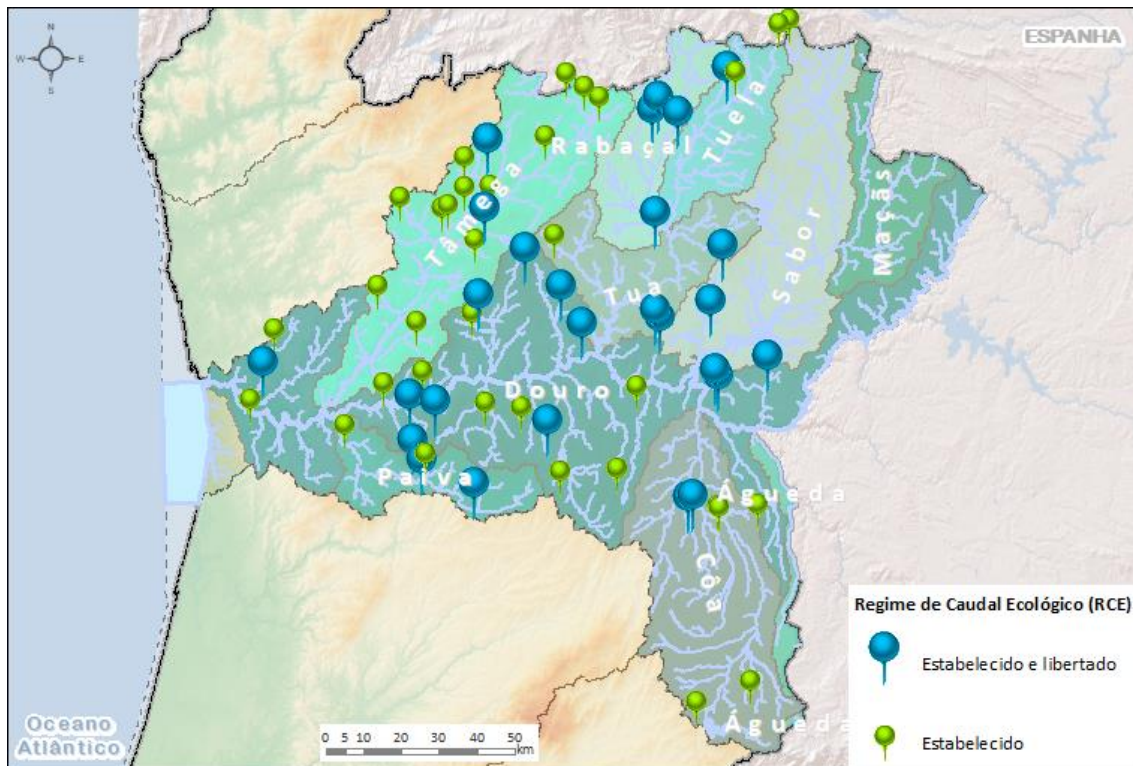 N
W E
S
ESPANHA
Rabaçal
Tuela
Tâmega
Sabor
Maçãs
Tua
Douro
Paiva
Águeda
Côa
Águeda
Oceano
Atlântico
0 5 10 20 30 40 50
km
Regime de Caudal Ecológico (RCE)
Estabelecido e libertado
Estabelecido